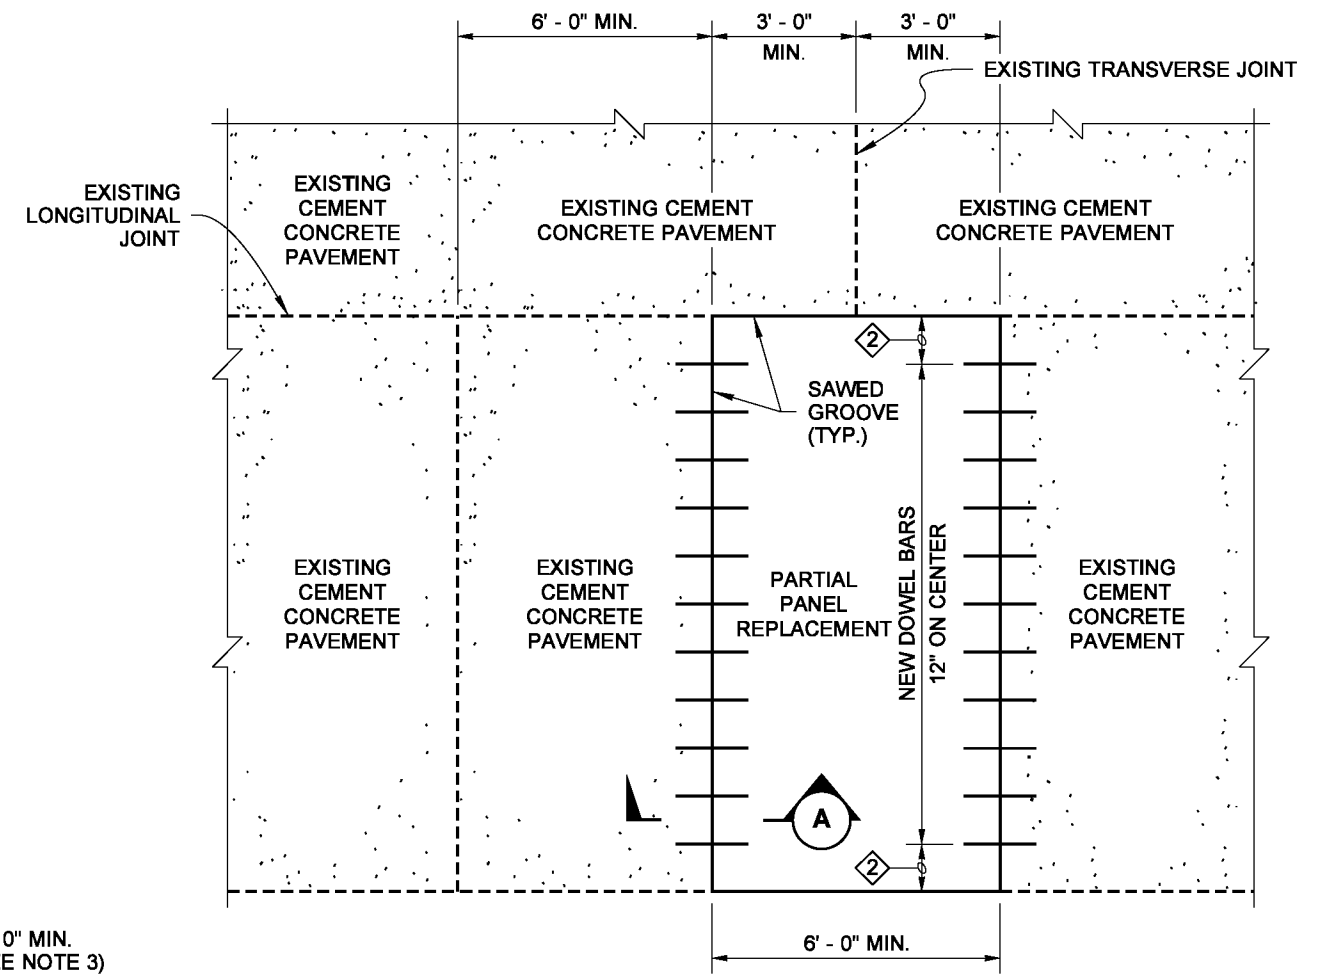 6' - 0" MIN.
3' - 0"
MIN.
3' - 0"
MIN.
EXISTING TRANSVERSE JOINT
EXISTING
LONGITUDINAL
JOINT
EXISTING
CEMENT
CONCRETE
PAVEMENT
EXISTING CEMENT
CONCRETE PAVEMENT
EXISTING CEMENT
CONCRETE PAVEMENT
2
SAWED
GROOVE
(TYP.)
EXISTING
CEMENT
CONCRETE
PAVEMENT
EXISTING
CEMENT
CONCRETE
PAVEMENT
PARTIAL
PANEL
REPLACEMENT
NEW DOWEL BARS
12" ON CENTER
EXISTING
CEMENT
CONCRETE
PAVEMENT
A
2
6' - 0" MIN.
0" MIN.
E NOTE 3)